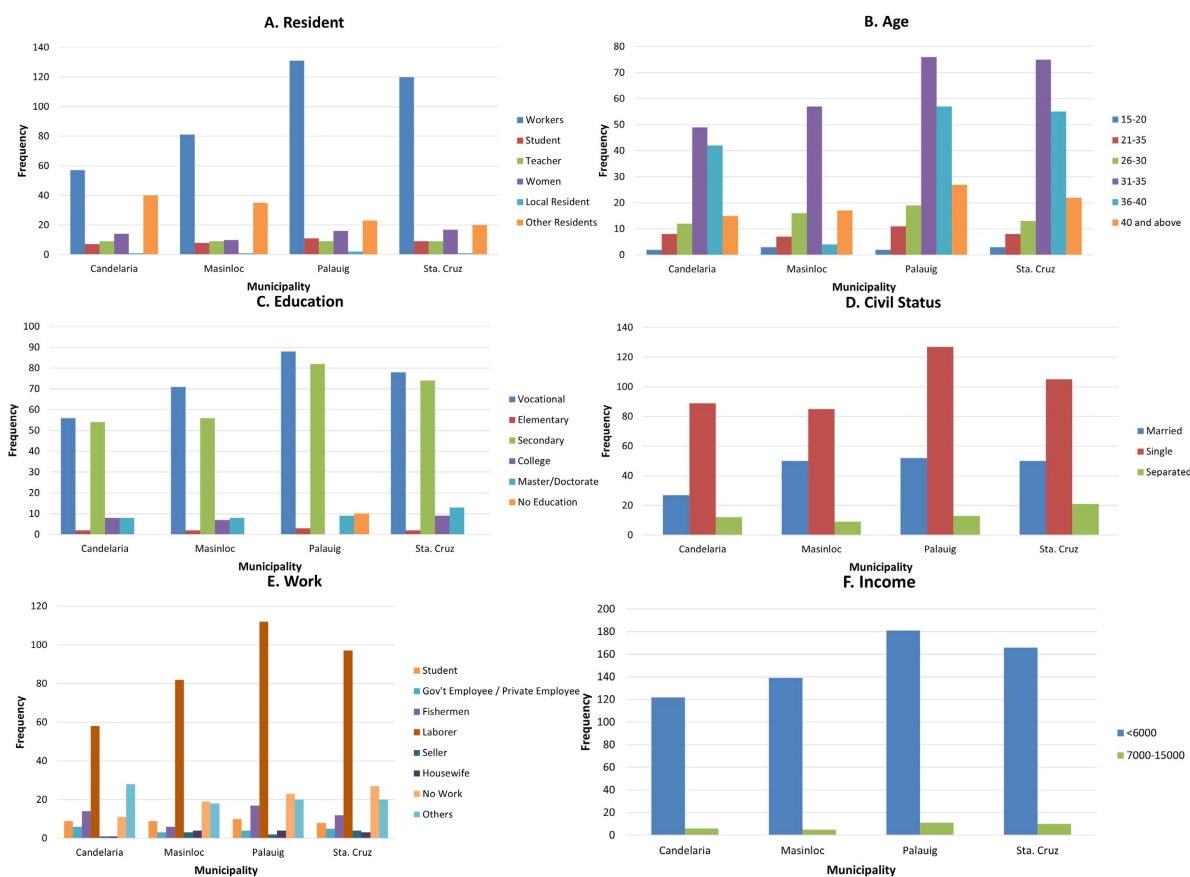 A. Resident
140
120
100
80
60
40
20
0
Frequency
Candelaria Masinloc Palauig Sta. Cruz
Municipality
Workers
Student
Teacher
Women
Local Resident
Other Residents
B. Age
80
70
60
50
40
30
20
10
0
Frequency
Candelaria Masinloc Palauig Sta. Cruz
Municipality
15-20
21-35
26-30
31-35
36-40
40 and above
C. Education
100
90
80
70
60
50
40
30
20
10
0
Frequency
Candelaria Masinloc Palauig Sta. Cruz
Municipality
Vocational
Elementary
Secondary
College
Master/Doctorate
No Education
D. Civil Status
140
120
100
80
60
40
20
0
Frequency
Candelaria Masinloc Palauig Sta. Cruz
Municipality
Married
Single
Separated
E. Work
120
100
80
60
40
20
0
Frequency
Candelaria Masinloc Palauig Sta. Cruz
Municipality
Student
Gov't Employee / Private Employee
Fishermen
Laborer
Seller
Housewife
No Work
Others
F. Income
200
180
160
140
120
100
80
60
40
20
0
Frequency
Candelaria Masinloc Palauig Sta. Cruz
Municipality
<6000
7000-15000